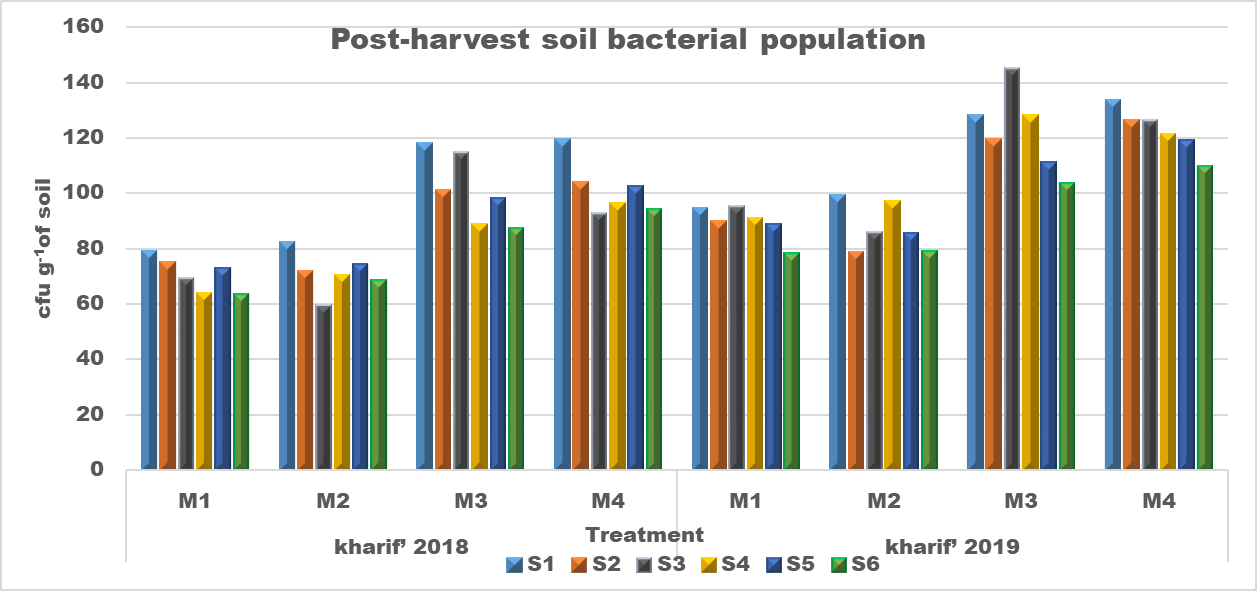 Post-harvest soil bacterial population
160
140
120
100
80
60
40
20
0
cfu g-1of soil
M1 M2 M3 M4 M1 M2 M3 M4
Treatment
kharif’ 2018 kharif’ 2019
S1 S2 S3 S4 S5 S6